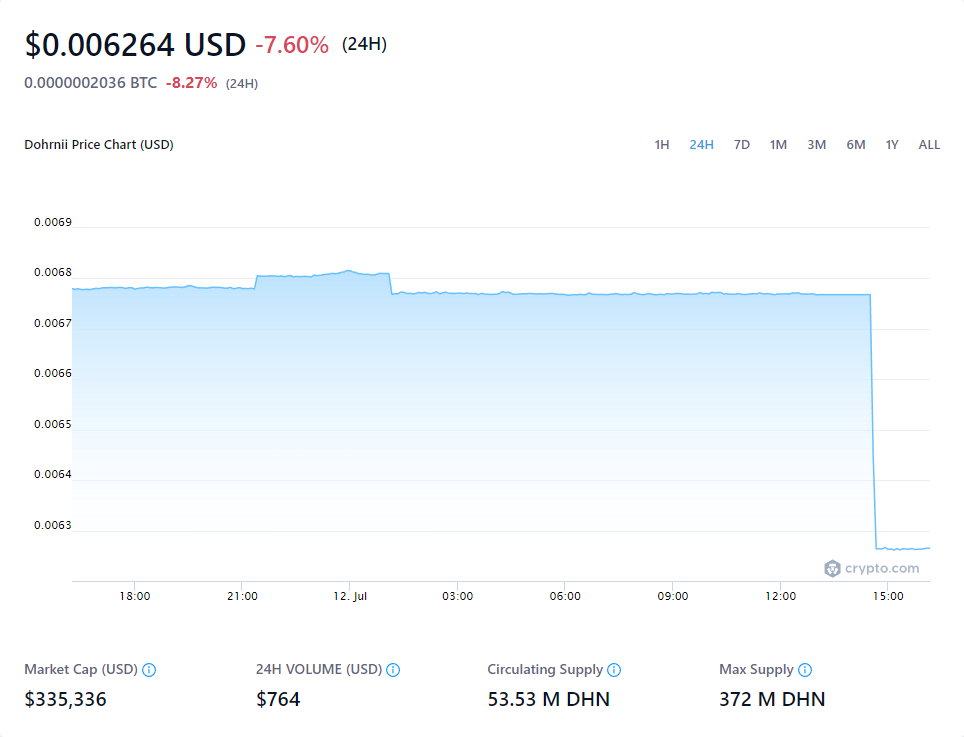 $0.006264 USD -7.60% (24H)
0.0000002036 BTC -8.27% (24H)
Dohrnii Price Chart (USD) 1H 24H 7D 1M 3M 6M 1Y ALL
0.0069
0.0068
0.0067
0.0066
0.0065
0.0064
0.0063
crypto.com
18:00 21:00 12. Jul 03:00 06:00 09:00 12:00 15:00
Market Cap (USD) 24H VOLUME (USD) Circulating Supply Max Supply
$335,336 $764 53.53 M DHN 372 M DHN